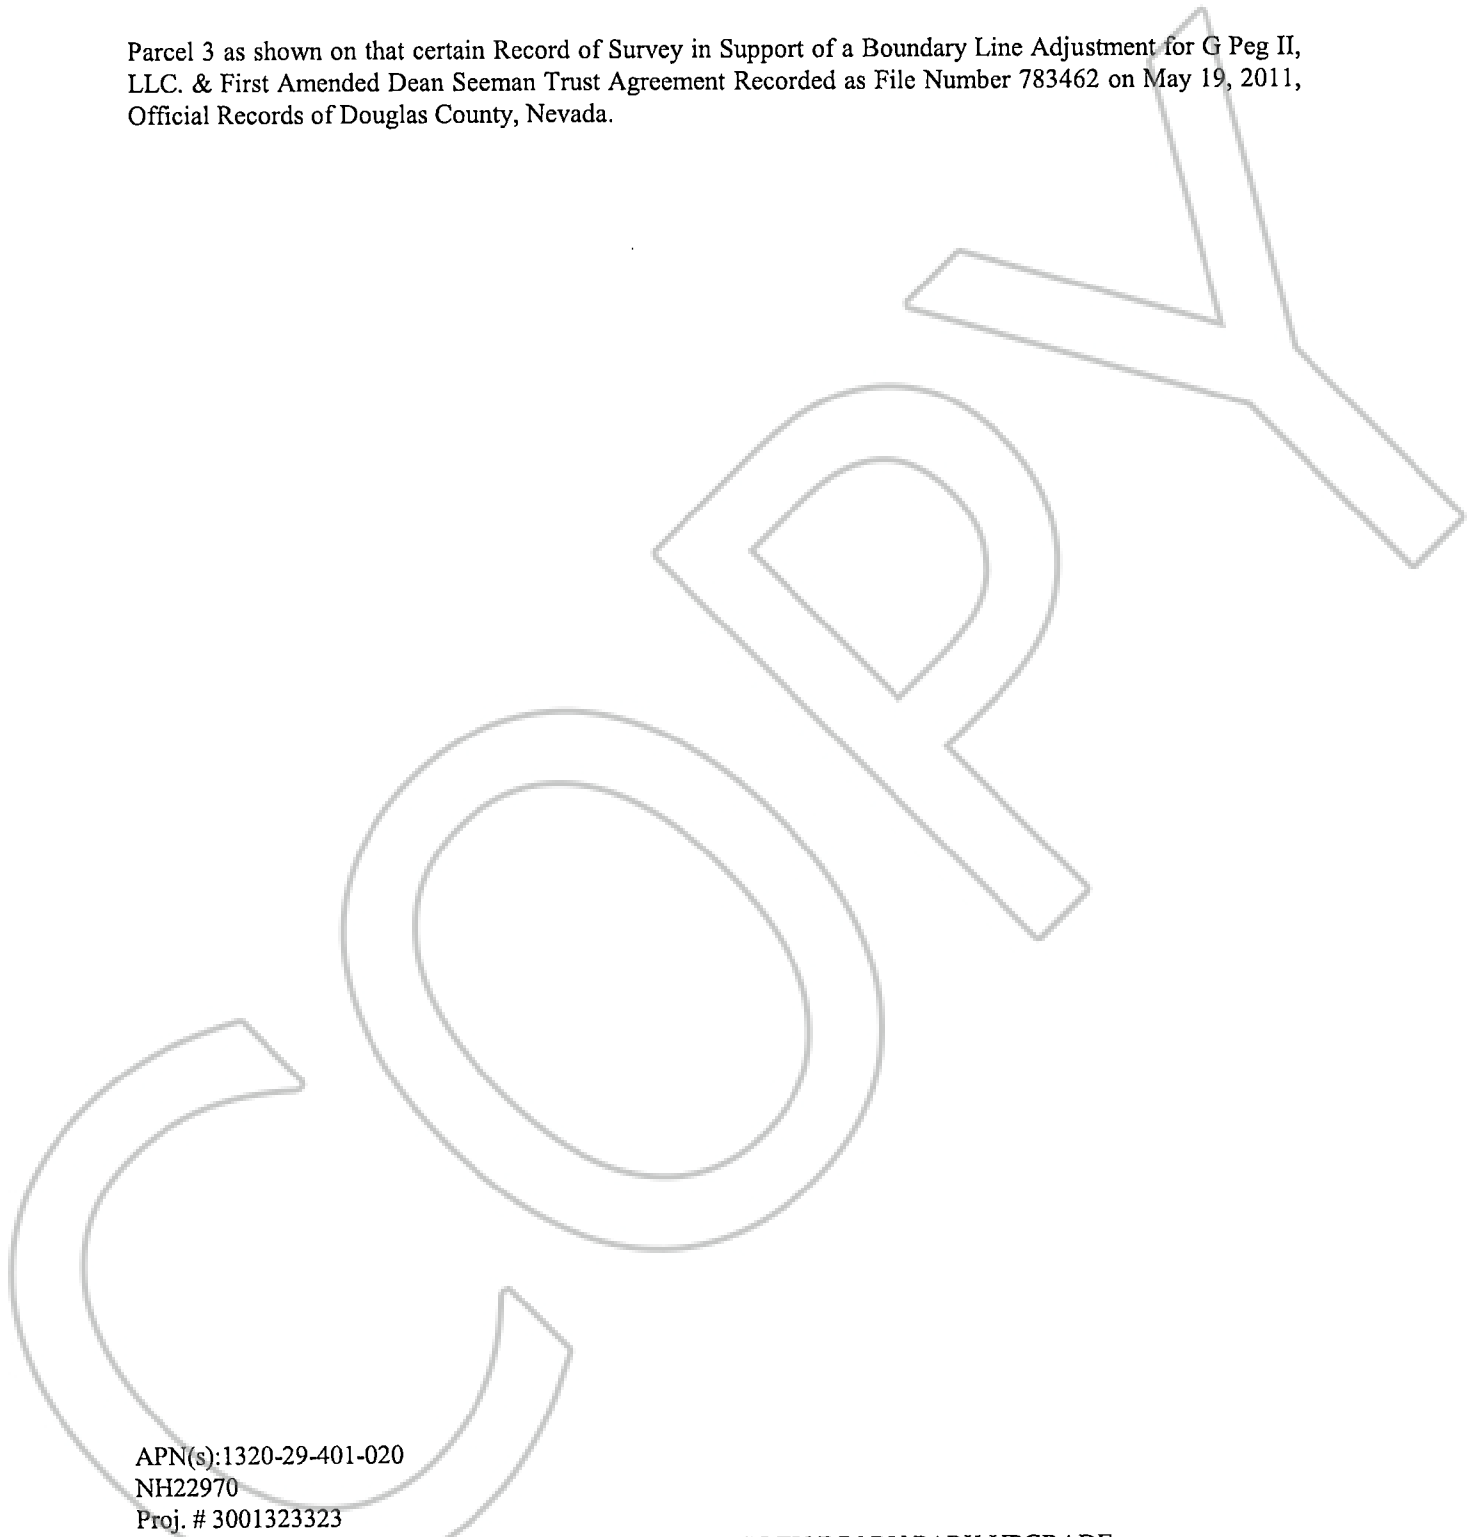 Parcel 3 as shown on that certain Record of Survey in Support of a Boundary Line Adjustment for G Peg II,
LLC. & First Amended Dean Seeman Trust Agreement Recorded as File Number 783462 on May 19, 2011,
Official Records of Douglas County, Nevada.
COPY
APN(s):1320-29-401-020
NH22970
Proj. # 3001323323